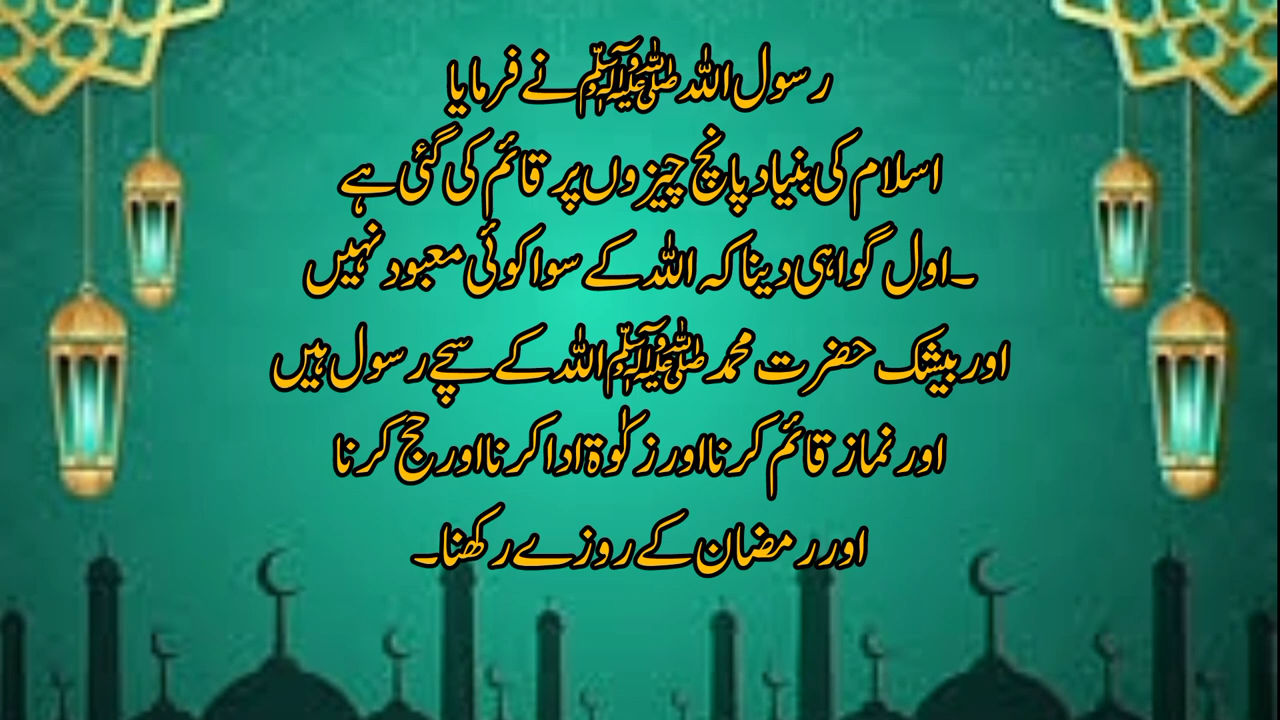 رسول اللہ ﷺ نے فرمایا
اسلام کی بنیاد پانچ چیزوں پر قائم کی گئی ہے
۔اول گواہی دینا کہ اللہ کے سوا کوئی معبود نہیں
اور بیشک حضرت محمد ﷺ اللہ کے سچے رسول ہیں
اور نماز قائم کرنا اور زکوٰۃ ادا کرنا اور حج کرنا
اور رمضان کے روزے رکھنا۔